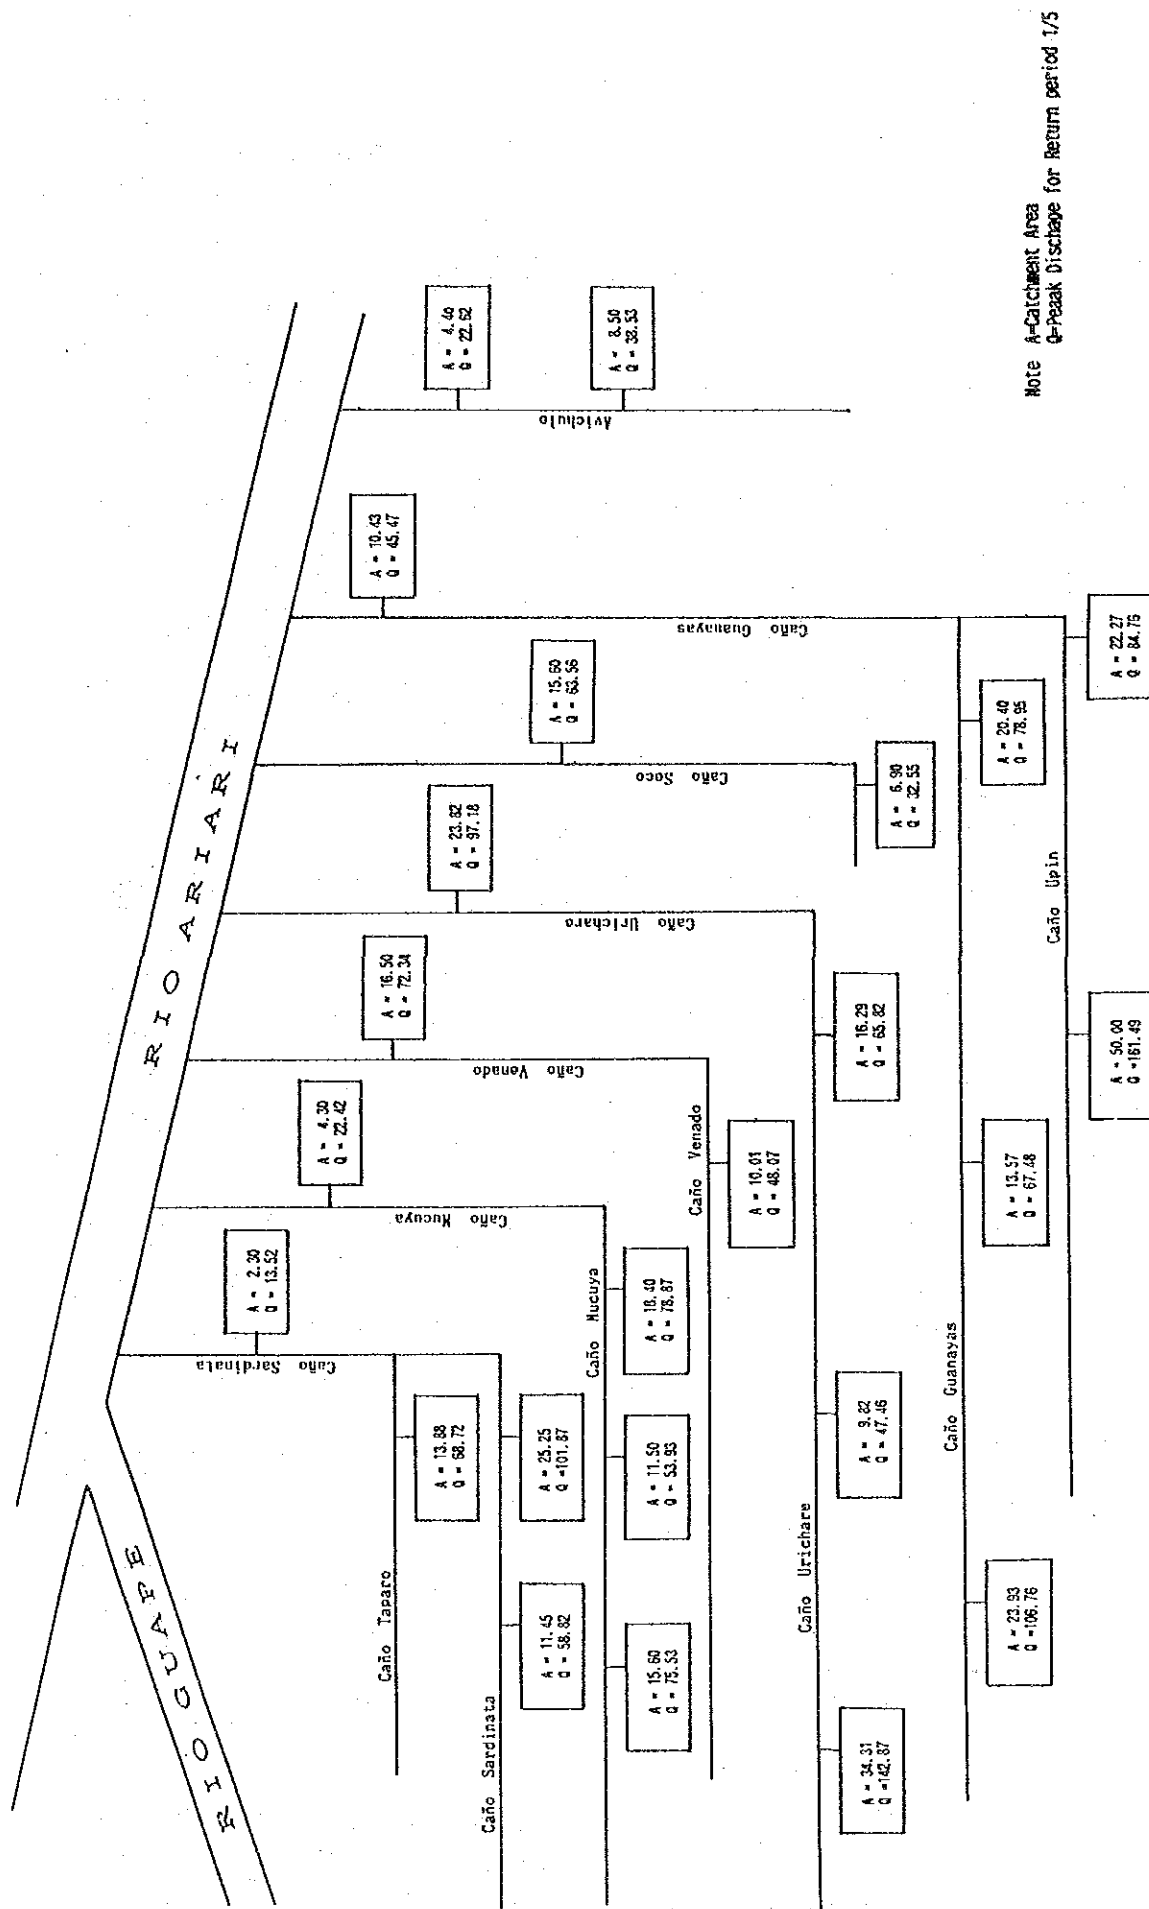 RIO ARIARI
RIO GUAPE
Caño Sardinata
A = 2.30
Q = 13.52
Caño Taparo
A = 13.88
Q = 68.72
Caño Sardinata
A = 11.45
Q = 58.82
A = 25.25
Q =101.87
Caño Mucuya
A = 4.30
Q = 22.42
Caño Mucuya
A = 15.60
Q = 75.53
A = 11.50
Q = 53.93
A = 18.40
Q = 78.87
Caño Venado
A = 16.50
Q = 72.34
Caño Venado
A = 10.01
Q = 48.07
Caño Uricharo
A = 23.82
Q = 97.18
Caño Urichare
A = 34.31
Q =142.87
A = 9.82
Q = 47.46
A = 16.29
Q = 65.82
Caño Soco
A = 15.60
Q = 63.56
A = 6.90
Q = 32.55
Caño Guanayas
A = 10.43
Q = 45.47
Caño Guanayas
A = 23.93
Q =106.76
A = 13.57
Q = 67.48
A = 20.40
Q = 78.95
Caño Upin
A = 50.00
Q =161.49
A = 22.27
Q = 84.76
Avichulo
A = 4.40
Q = 22.62
A = 8.50
Q = 38.53
Note A=Catchment Area
Q=Peaak Dischage for Return period 1/5